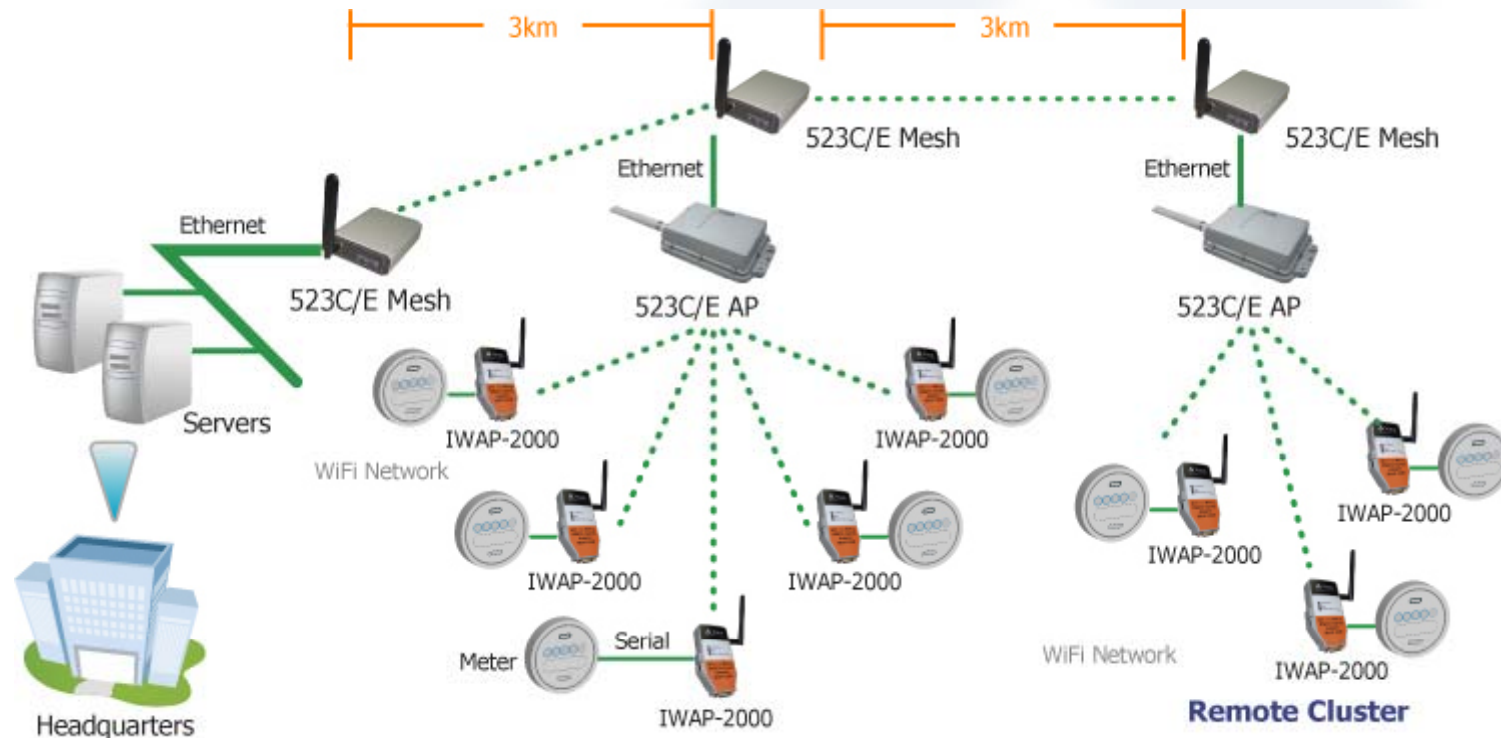 3km
3km
523C/E Mesh
523C/E Mesh
Ethernet
Ethernet
Ethernet
523C/E Mesh
523C/E AP
523C/E AP
Servers
IWAP-2000
IWAP-2000
WiFi Network
IWAP-2000
IWAP-2000
IWAP-2000
IWAP-2000
Meter
Serial
WiFi Network
IWAP-2000
IWAP-2000
Headquarters
Remote Cluster